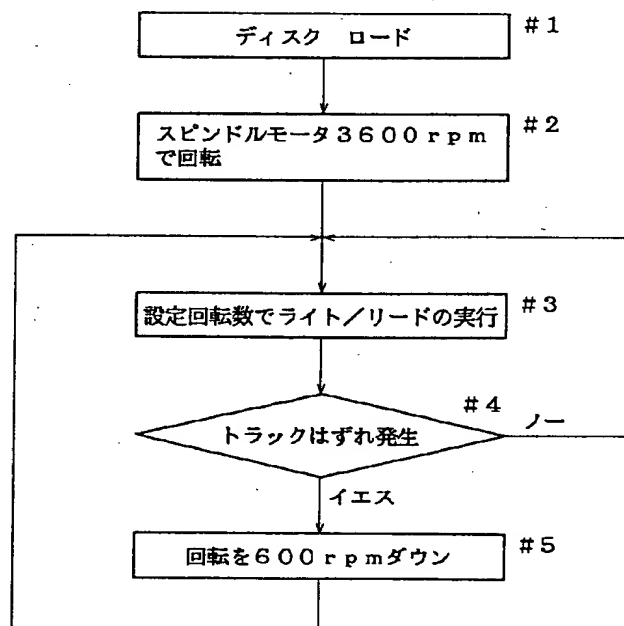 ディスク　ロード
#1
スピンドルモータ3600rpm
で回転
#2
設定回転数でライト／リードの実行
#3
#4
トラックはずれ発生
ノー
イエス
回転を600rpmダウン
#5